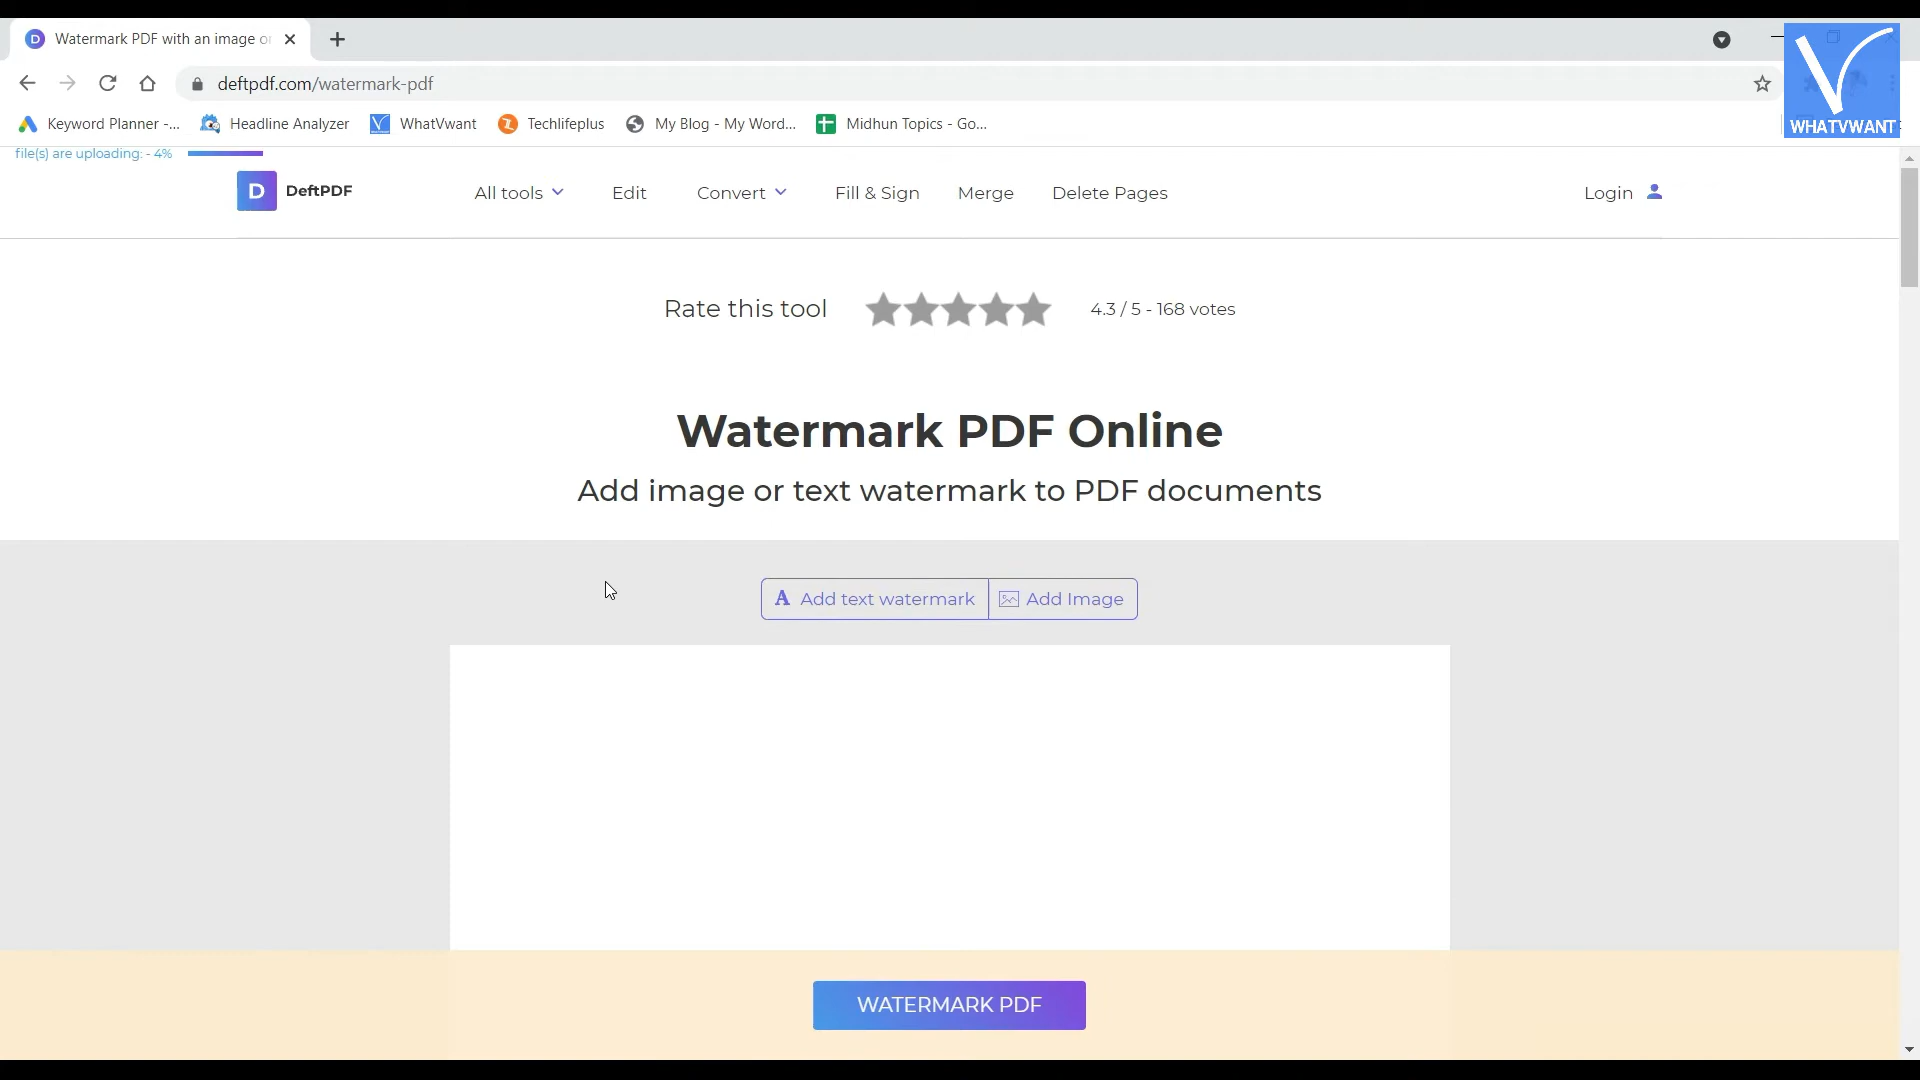 D Watermark PDF with an image or
deftpdf.com/watermark-pdf
Keyword Planner -... Headline Analyzer WhatVwant Techlifeplus My Blog - My Word... Midhun Topics - Go...
WHATVWANT
file(s) are uploading: - 4%
D DeftPDF All tools Edit Convert Fill & Sign Merge Delete Pages Login
Rate this tool 4.3 / 5 - 168 votes
Watermark PDF Online
Add image or text watermark to PDF documents
A Add text watermark Add Image
WATERMARK PDF